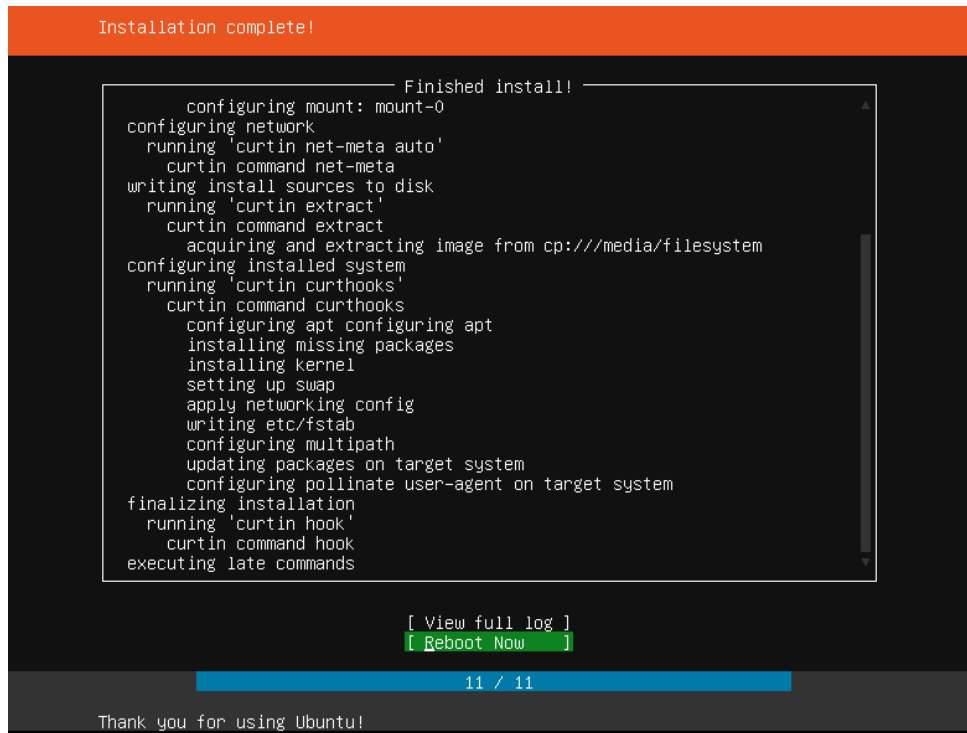 Installation complete!
Finished install!
configuring mount: mount-0
configuring network
running 'curtin net-meta auto'
curtin command net-meta
writing install sources to disk
running 'curtin extract'
curtin command extract
acquiring and extracting image from cp:///media/filesystem
configuring installed system
running 'curtin curthooks'
curtin command curthooks
configuring apt configuring apt
installing missing packages
installing kernel
setting up swap
apply networking config
writing etc/fstab
configuring multipath
updating packages on target system
configuring pollinate user-agent on target system
finalizing installation
running 'curtin hook'
curtin command hook
executing late commands
[ View full log ]
[ Reboot Now ]
11 / 11
Thank you for using Ubuntu!